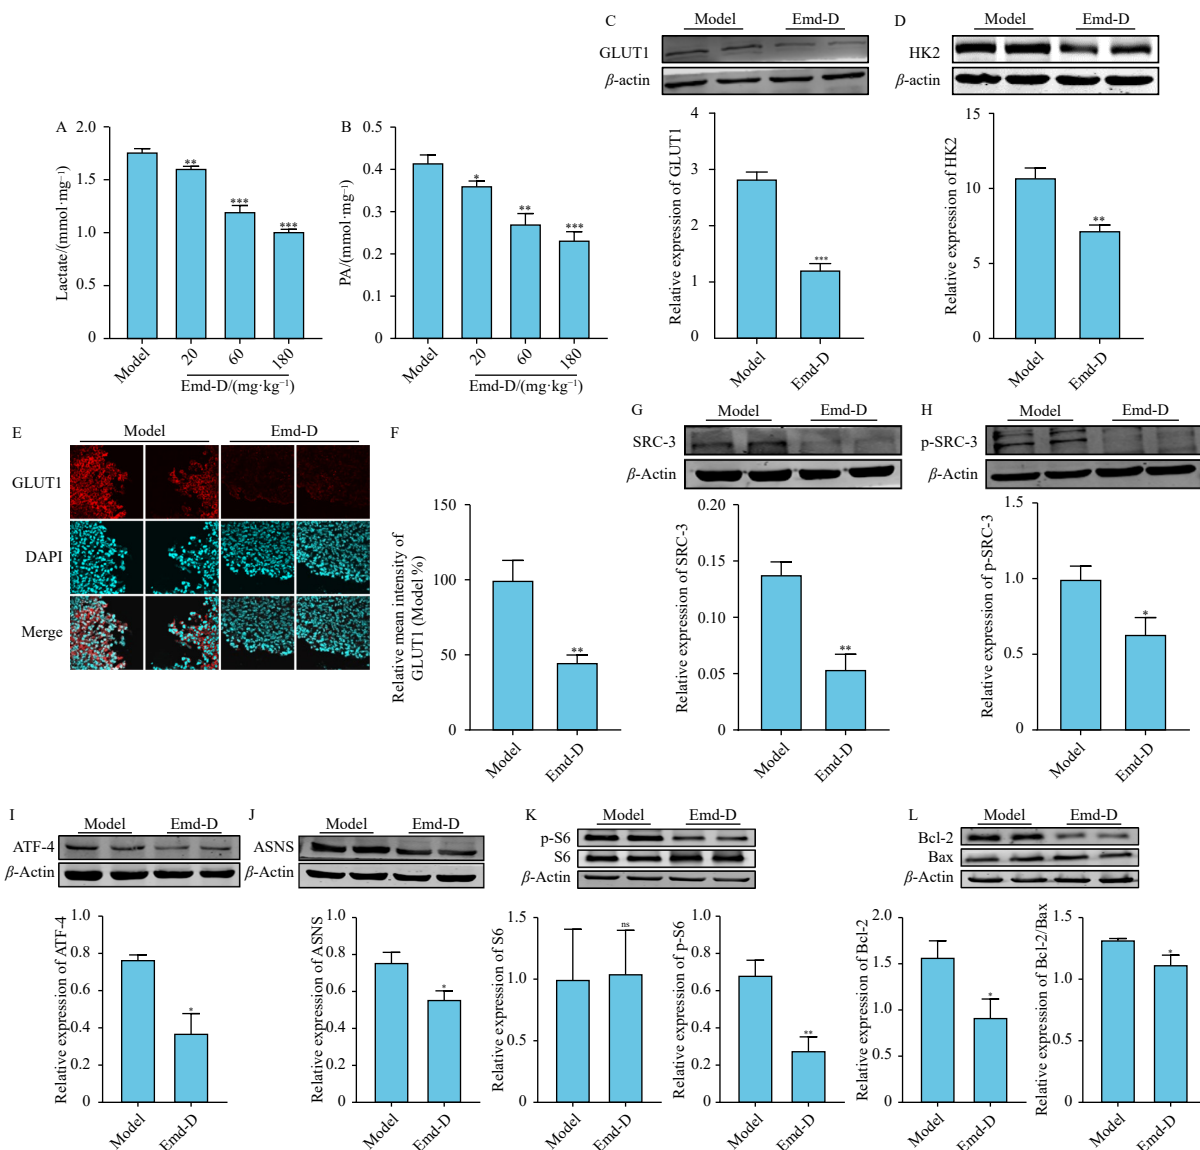 C Model Emd-D
GLUT1
β-actin
D Model Emd-D
HK2
β-actin
A
Lactate/(mmol·mg⁻¹)
2.0
1.5
1.0
0.5
0
**
***
***
Model 20 60 180
Emd-D/(mg·kg⁻¹)
B
PA/(mmol·mg⁻¹)
0.5
0.4
0.2
0.1
0
*
**
***
Model 20 60 180
Emd-D/(mg·kg⁻¹)
Relative expression of GLUT1
4
3
2
1
0
***
Model Emd-D
Relative expression of HK2
15
10
5
0
**
Model Emd-D
E Model Emd-D
GLUT1
DAPI
Merge
F
Relative mean intensity of
GLUT1 (Model %)
150
100
50
0
**
Model Emd-D
G Model Emd-D
SRC-3
β-Actin
Relative expression of SRC-3
0.20
0.15
0.10
0.05
0
**
Model Emd-D
H Model Emd-D
p-SRC-3
β-Actin
Relative expression of p-SRC-3
1.5
1.0
0.5
0
*
Model Emd-D
I Model Emd-D
ATF-4
β-Actin
Relative expression of ATF-4
0.8
0.6
0.4
0.2
0
*
Model Emd-D
J Model Emd-D
ASNS
β-Actin
Relative expression of ASNS
1.0
0.8
0.6
0.4
0.2
0
*
Model Emd-D
K Model Emd-D
p-S6
S6
β-Actin
Relative expression of S6
1.5
1.0
0.5
0
ns
Model Emd-D
Relative expression of p-S6
1.0
0.8
0.6
0.4
0.2
0
**
Model Emd-D
L Model Emd-D
Bcl-2
Bax
β-Actin
Relative expression of Bcl-2
2.0
1.5
1.0
0.5
0
*
Model Emd-D
Relative expression of Bcl-2/Bax
1.5
1.0
0.5
0
*
Model Emd-D